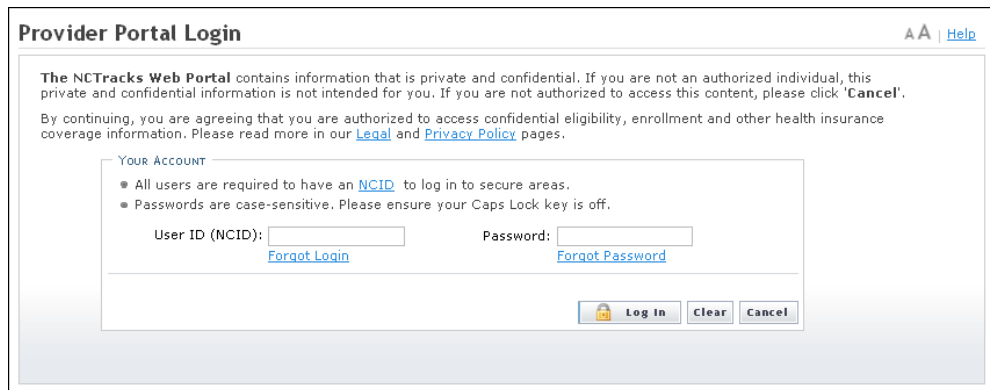 Provider Portal Login
A A | Help
The NCTracks Web Portal contains information that is private and confidential. If you are not an authorized individual, this
private and confidential information is not intended for you. If you are not authorized to access this content, please click 'Cancel'.
By continuing, you are agreeing that you are authorized to access confidential eligibility, enrollment and other health insurance
coverage information. Please read more in our Legal and Privacy Policy pages.
YOUR ACCOUNT
All users are required to have an NCID to log in to secure areas.
Passwords are case-sensitive. Please ensure your Caps Lock key is off.
User ID (NCID): Password:
Forgot Login Forgot Password
Log In Clear Cancel